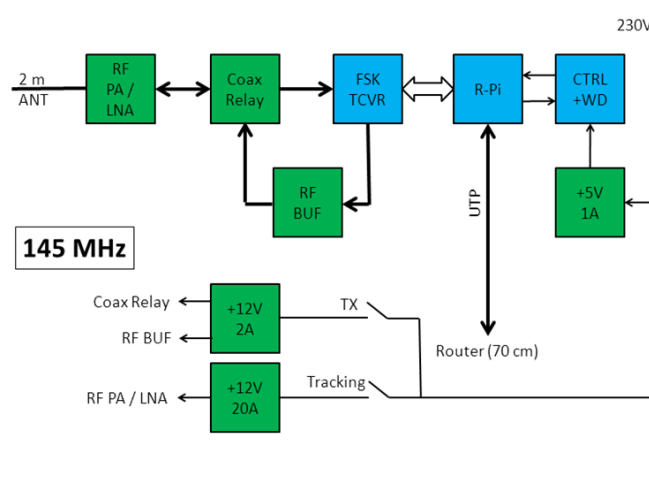 230V
2 m
ANT
RF
PA /
LNA
Coax
Relay
FSK
TCVR
R-Pi
CTRL
+WD
RF
BUF
UTP
+5V
1A
145 MHz
Coax Relay
RF BUF
+12V
2A
TX
Router (70 cm)
RF PA / LNA
+12V
20A
Tracking